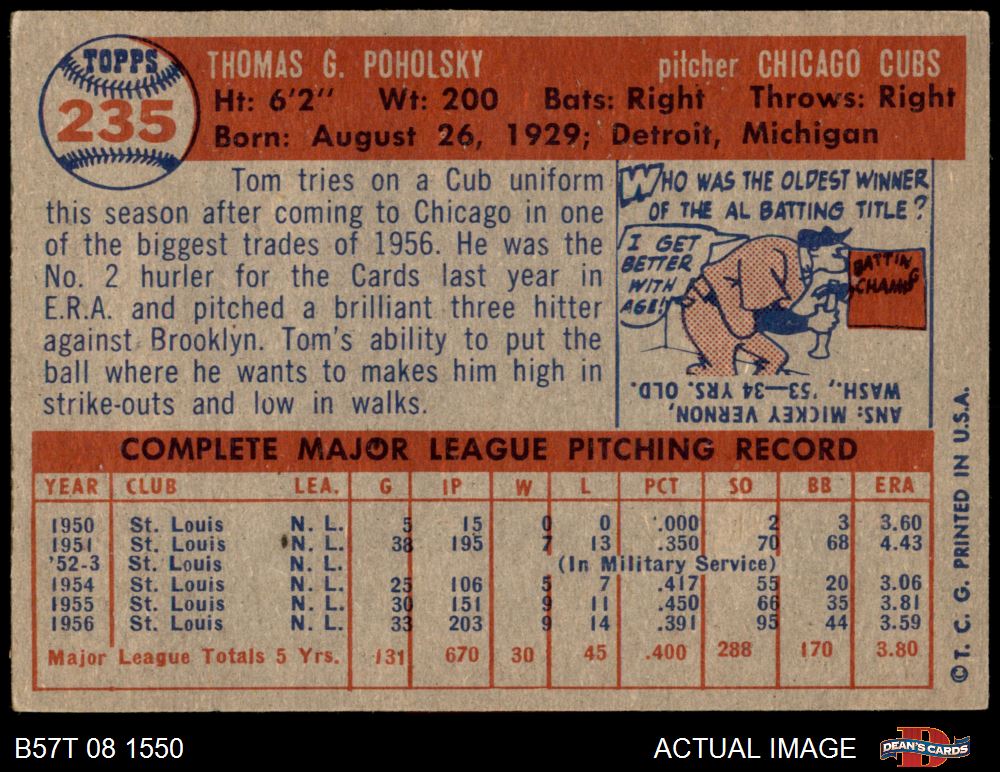 TOPPS
235
THOMAS G. POHOLSKY pitcher CHICAGO CUBS
Ht: 6'2" Wt: 200 Bats: Right Throws: Right
Born: August 26, 1929; Detroit, Michigan
Tom tries on a Cub uniform
this season after coming to Chicago in one
of the biggest trades of 1956. He was the
No. 2 hurler for the Cards last year in
E.R.A. and pitched a brilliant three hitter
against Brooklyn. Tom's ability to put the
ball where he wants to makes him high in
strike-outs and low in walks.
WHO WAS THE OLDEST WINNER
OF THE AL BATTING TITLE?
I GET
BETTER
WITH
AGE!
BATTING
CHAMP
ANS: MICKEY VERNON,
WASH., '53—34 YRS. OLD.
COMPLETE MAJOR LEAGUE PITCHING RECORD
YEAR CLUB LEA. G IP W L PCT SO BB ERA
1950 St. Louis N. L. 5 15 0 0 .000 2 3 3.60
1951 St. Louis N. L. 38 195 7 13 .350 70 68 4.43
'52-3 St. Louis N. L. (In Military Service)
1954 St. Louis N. L. 25 106 5 7 .417 55 20 3.06
1955 St. Louis N. L. 30 151 9 11 .450 66 35 3.81
1956 St. Louis N. L. 33 203 9 14 .391 95 44 3.59
Major League Totals 5 Yrs. 131 670 30 45 .400 288 170 3.80
©T. C. G. PRINTED IN U.S.A.
B57T 08 1550 ACTUAL IMAGE
DEAN'S CARDS